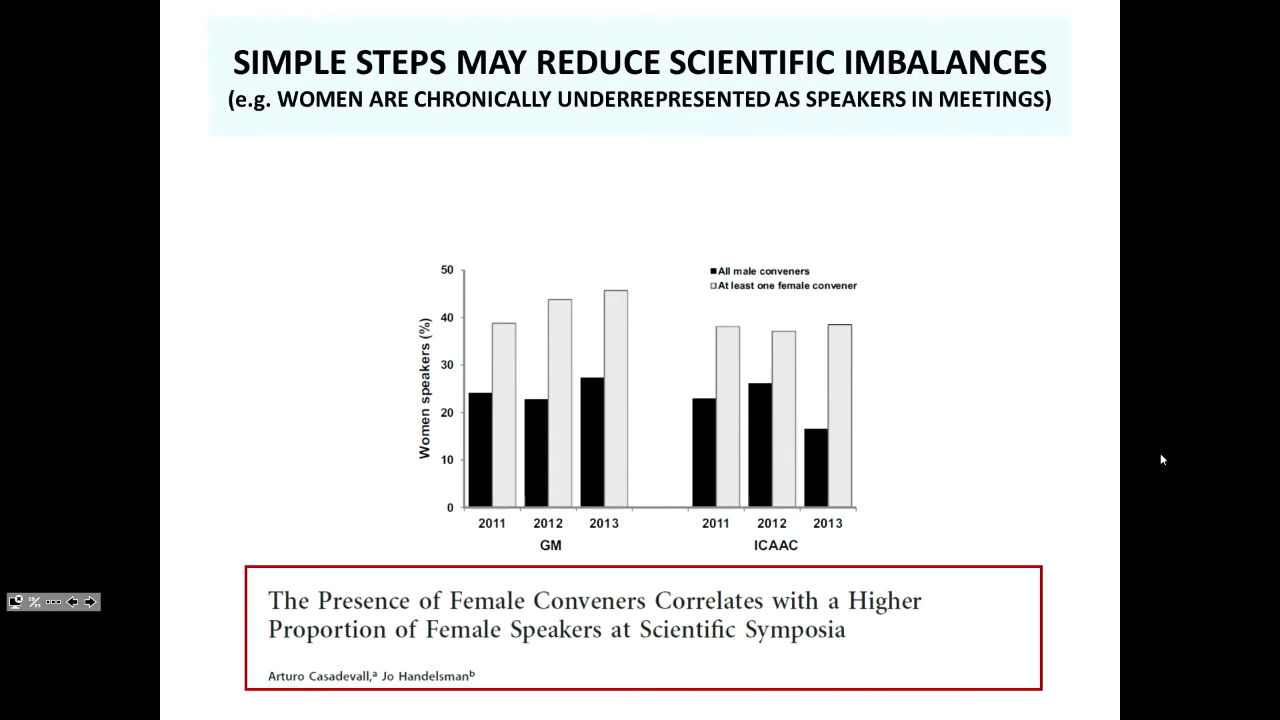 SIMPLE STEPS MAY REDUCE SCIENTIFIC IMBALANCES
(e.g. WOMEN ARE CHRONICALLY UNDERREPRESENTED AS SPEAKERS IN MEETINGS)
All male conveners
At least one female convener
Women speakers (%)
50
40
30
20
10
0
2011 2012 2013 2011 2012 2013
GM ICAAC
The Presence of Female Conveners Correlates with a Higher
Proportion of Female Speakers at Scientific Symposia
Arturo Casadevall,ª Jo Handelsmanᵇ